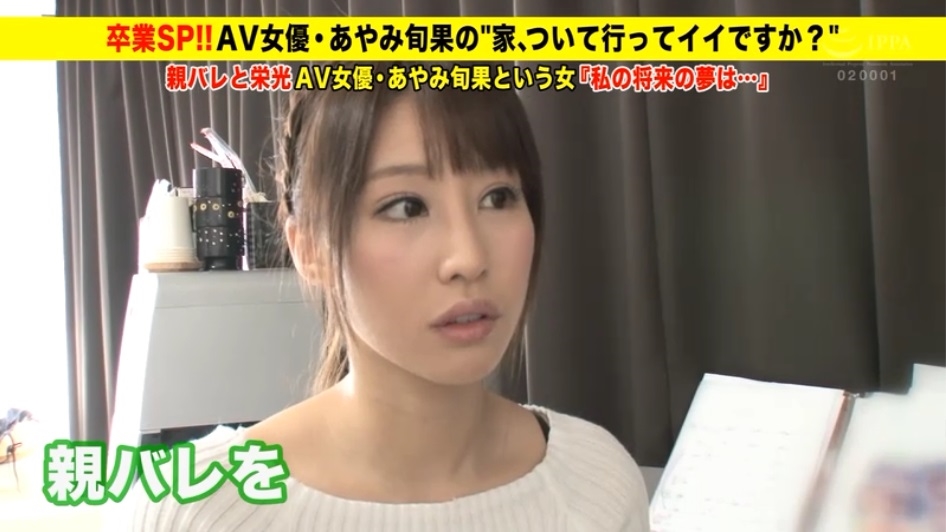 卒業SP!!AV女優・あやみ旬果の"家、ついて行ってイイですか？"
親バレと栄光 AV女優・あやみ旬果という女『私の将来の夢は…』
IPPA
020001
親バレを